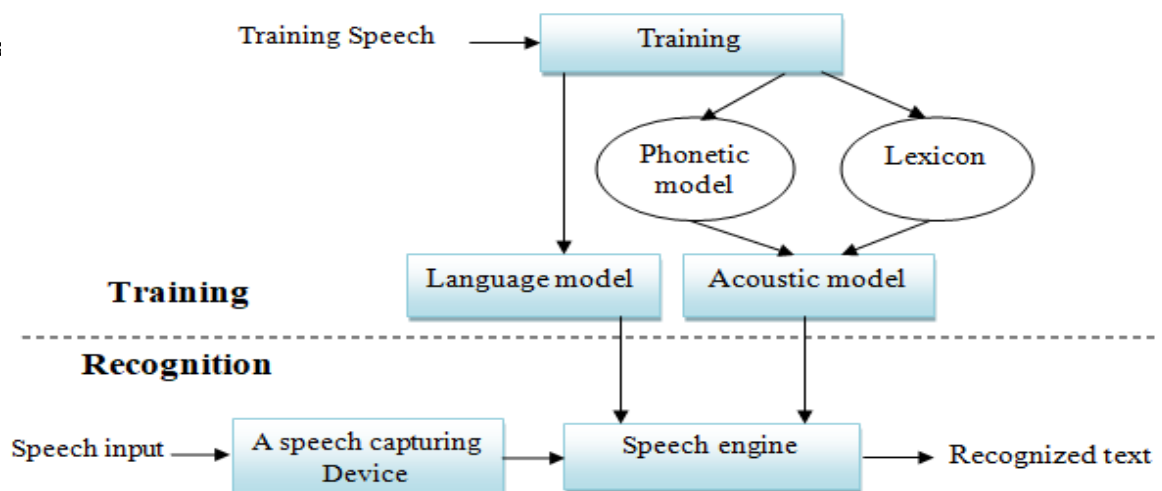 Training Speech
Training
Phonetic
model
Lexicon
Language model
Acoustic model
Training
Recognition
Speech input
A speech capturing
Device
Speech engine
Recognized text